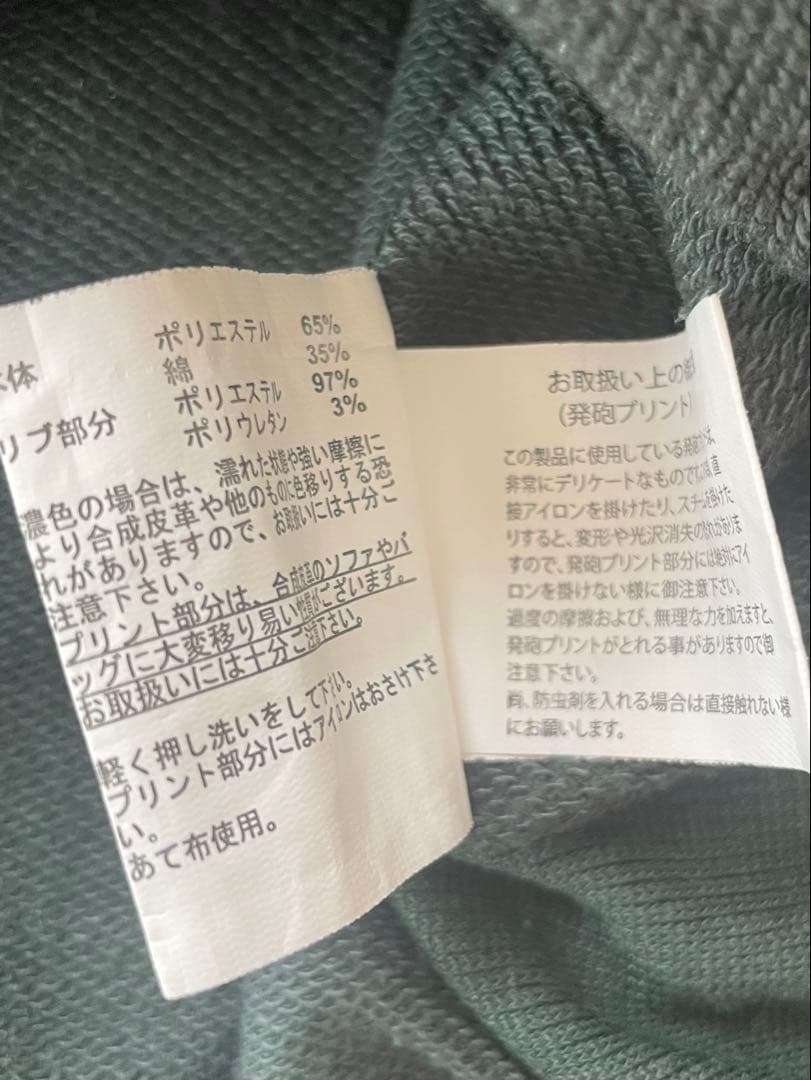 体
ポリエステル 65%
綿 35%
リブ部分
ポリエステル 97%
ポリウレタン 3%
濃色の場合は、濡れた状態や強い摩擦に
より合成皮革や他のものに色移りする恐
れがありますので、お取扱いには十分ご
注意下さい。
プリント部分は、合成皮革のソファやバ
ッグに大変移り易い性質がございます。
お取扱いには十分ご注意下さい。
軽く押し洗いをして下さい。
プリント部分にはアイロンはおさけ下さ
い。
あて布使用。
お取扱い上の
(発砲プリント)
この製品に使用している発砲
非常にデリケートなものです
接アイロンを掛けたり、スチームを掛けた
りすると、変形や光沢消失の恐れがありま
すので、発砲プリント部分には絶対にアイ
ロンを掛けない様に御注意下さい。
過度の摩擦および、無理な力を加えますと、
発砲プリントがとれる事がありますので御
注意下さい。
尚、防虫剤を入れる場合は直接触れない様
にお願いします。